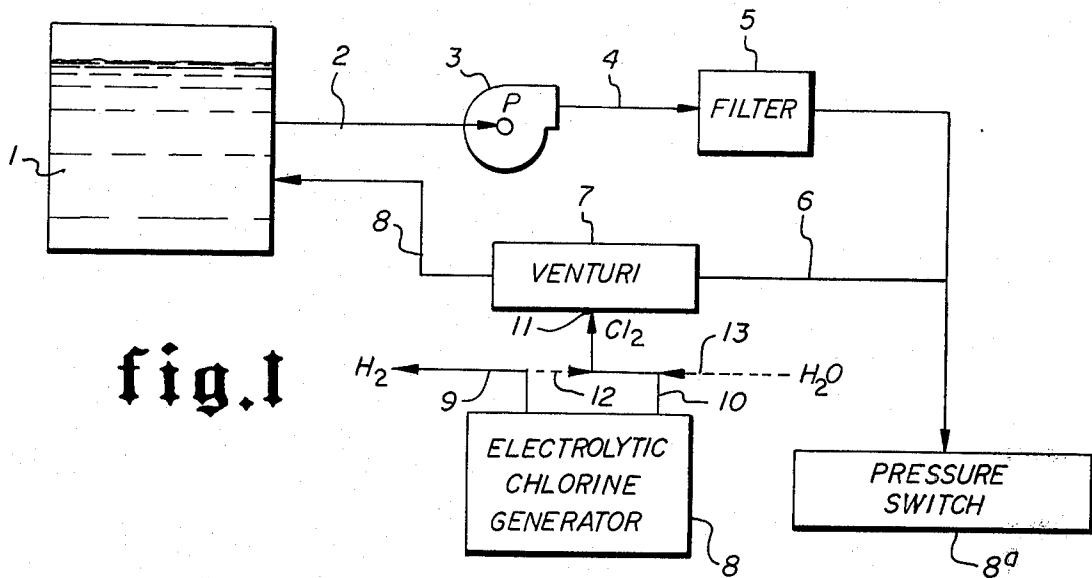 5
3
4
2
P
FILTER
1
7
6
8
VENTURI
11
Cl2
13
fig.1
H2
12
H2O
9
10
ELECTROLYTIC
CHLORINE
GENERATOR
PRESSURE
SWITCH
8
8a